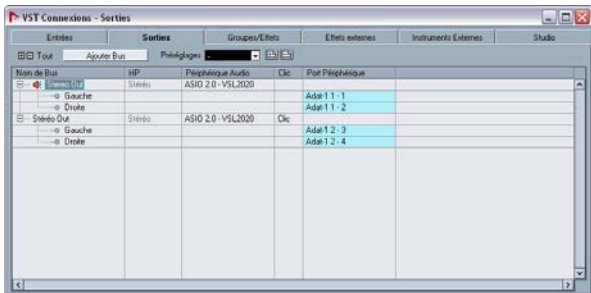 VST Connexions - Sorties
Entrées Sorties Groupes/Effets Effets externes Instruments Externes Studio
Tout Ajouter Bus Préréglages -
Nom de Bus HP Périphérique Audio Clic Port Périphérique
Stéréo Out Stéréo ASIO 2.0 - VSL2020
Gauche Adat-1 1 - 1
Droite Adat-1 1 - 2
Stéréo Out Stéréo ASIO 2.0 - VSL2020 Clic
Gauche Adat-1 2 - 3
Droite Adat-1 2 - 4